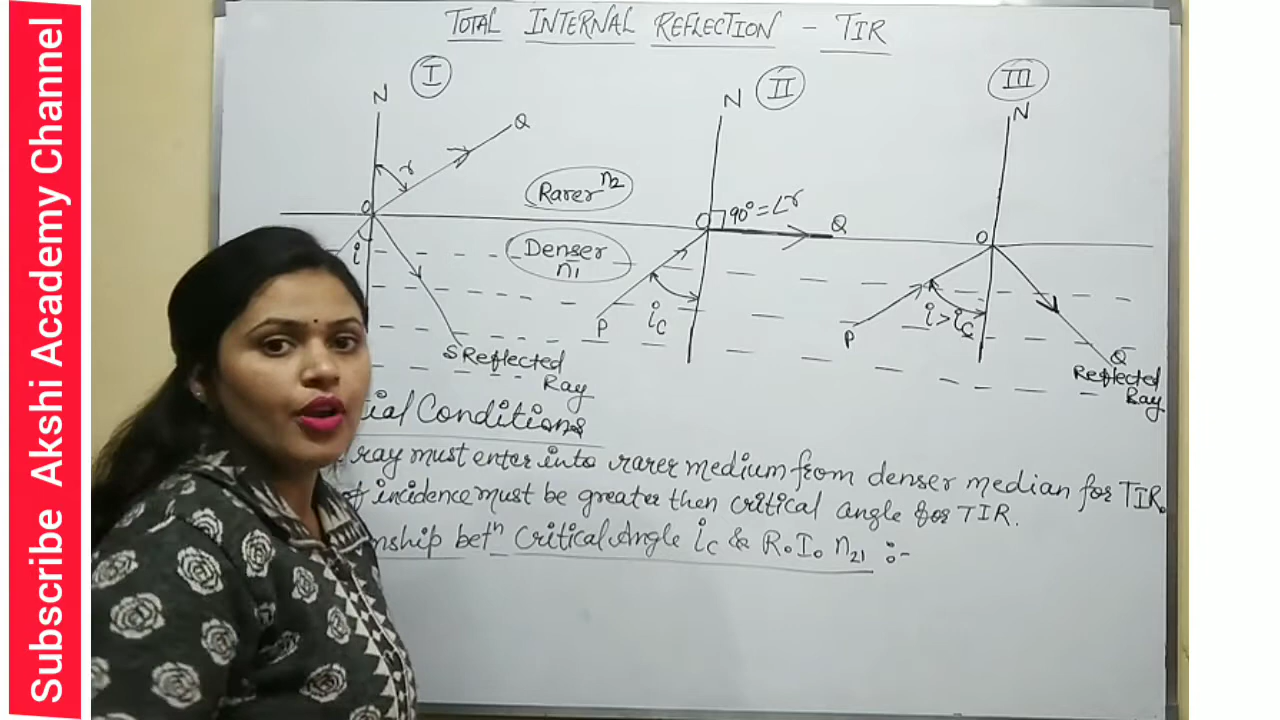 Subscribe Akshi Academy Channel
TOTAL INTERNAL REFLECTION - TIR
I
II
III
N
N
N
Q
r
Rarer n2
90° = ∠r
Q
O
O
O
i
Denser
n1
P
ic
P
i > ic
S Reflected
Ray
Q
Reflected
Ray
tial Conditions
ray must enter into rarer medium from denser median for TIR.
of incidence must be greater then critical angle for TIR.
nship betn Critical Angle ic & R.I. n21 :-